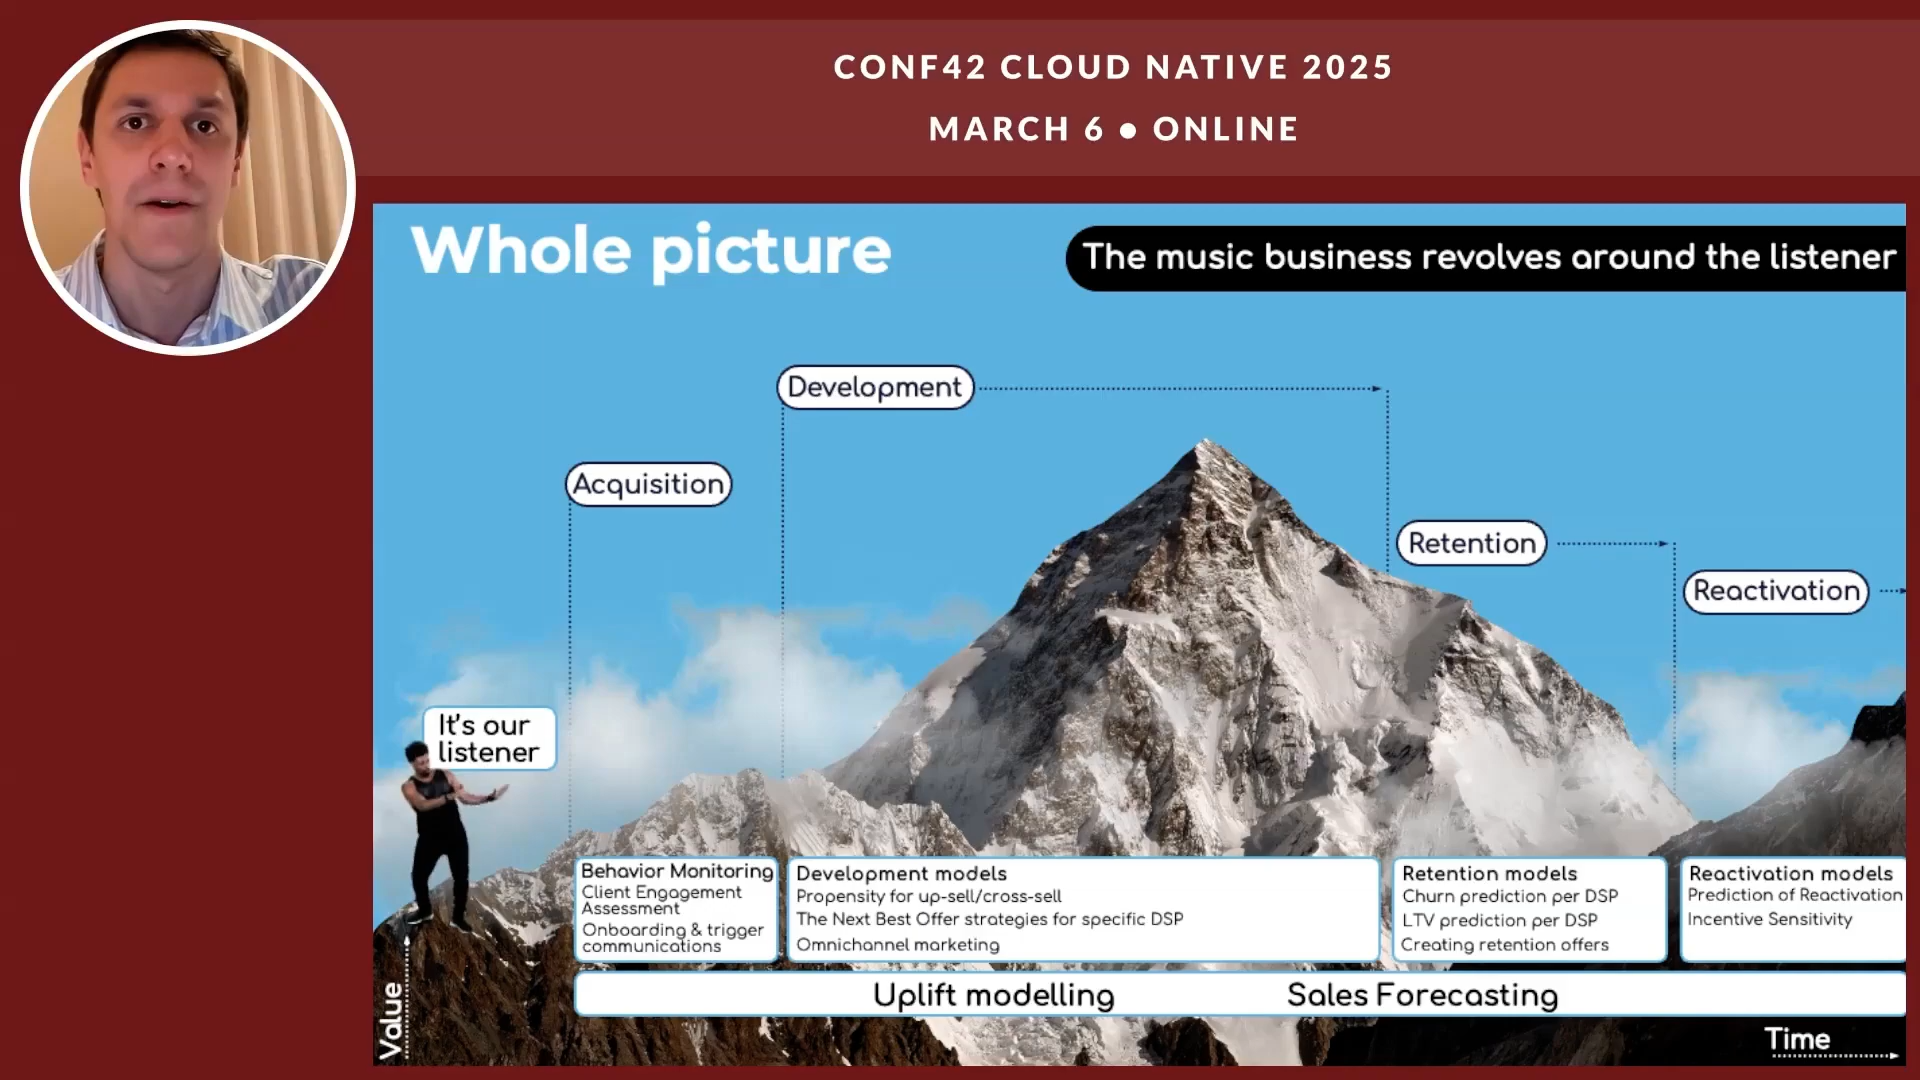 CONF42 CLOUD NATIVE 2025
MARCH 6 ● ONLINE
Whole picture
The music business revolves around the listener
Development
Acquisition
Retention
Reactivation
It's our
listener
Behavior Monitoring
Client Engagement
Assessment
Onboarding & trigger
communications
Development models
Propensity for up-sell/cross-sell
The Next Best Offer strategies for specific DSP
Omnichannel marketing
Retention models
Churn prediction per DSP
LTV prediction per DSP
Creating retention offers
Reactivation models
Prediction of Reactivation
Incentive Sensitivity
Uplift modelling
Sales Forecasting
Value
Time